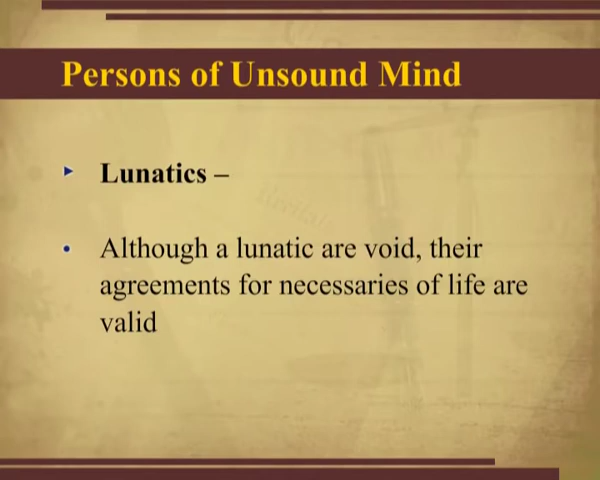 Persons of Unsound Mind
Lunatics –
Although a lunatic are void, their
agreements for necessaries of life are
valid